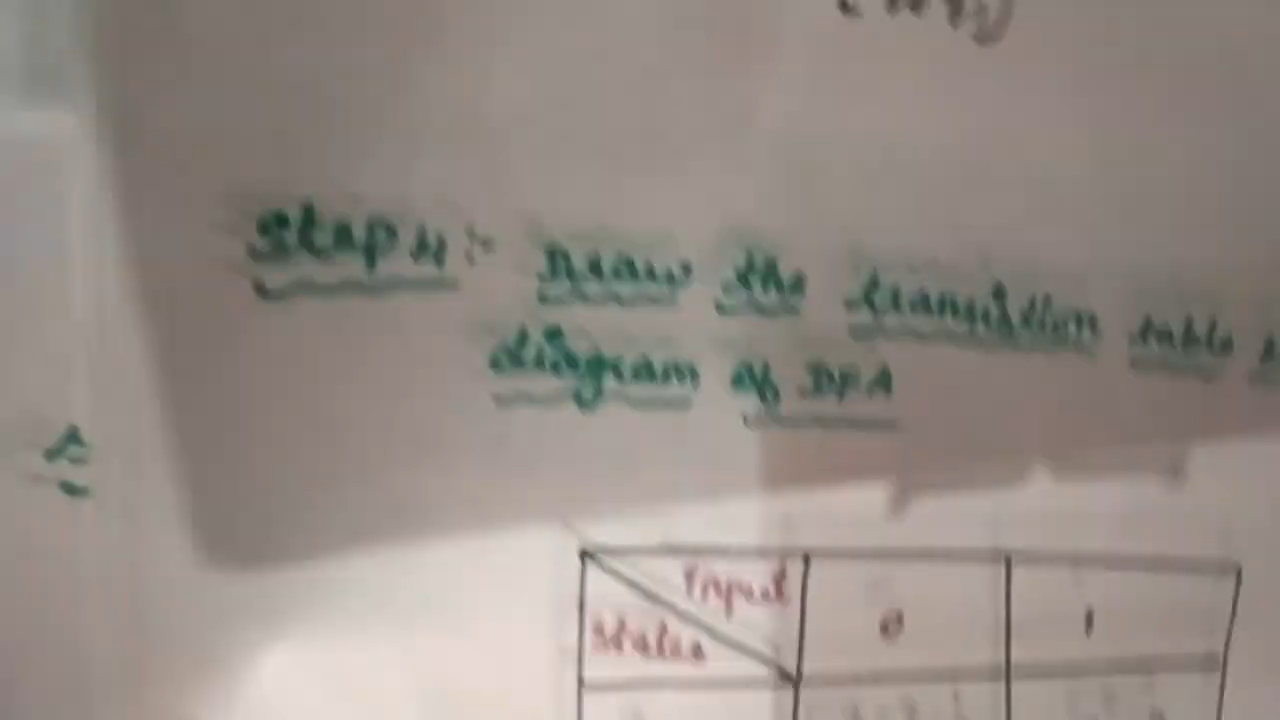 Step 4 :- Draw the transition table
diagram of DFA
Input
States
0
1